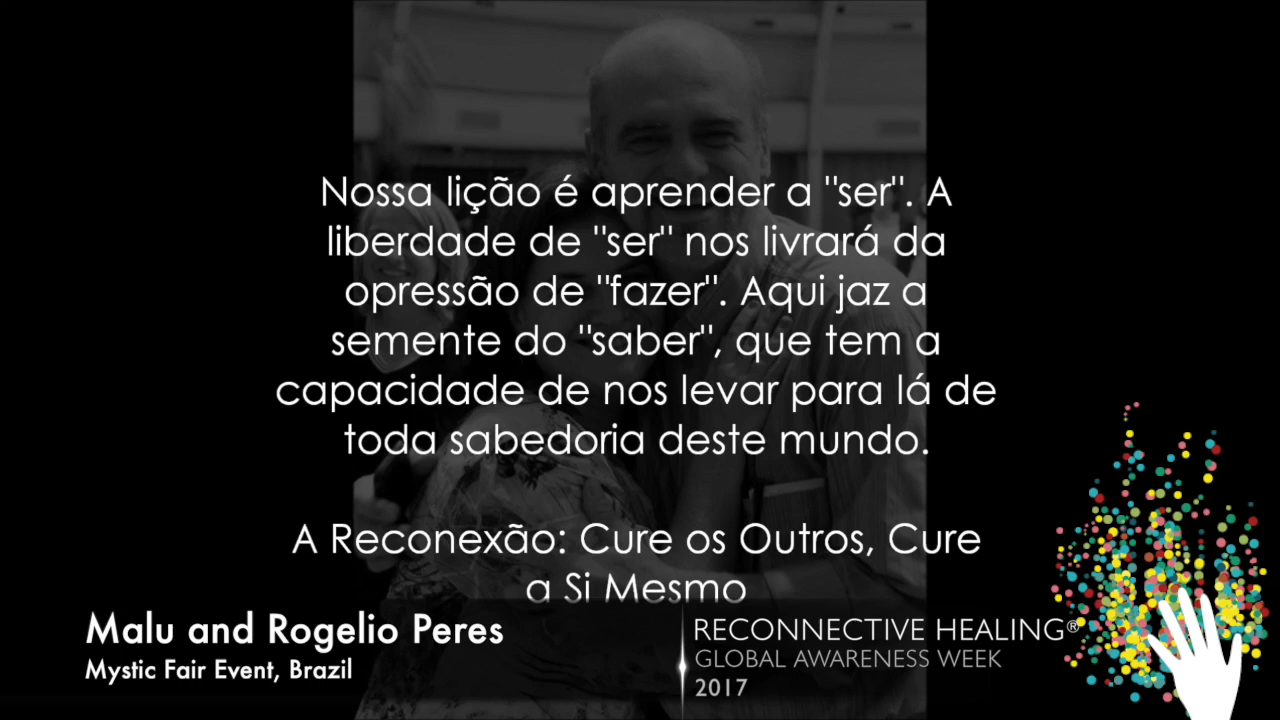 Nossa lição é aprender a "ser". A
liberdade de "ser" nos livrará da
opressão de "fazer". Aqui jaz a
semente do "saber", que tem a
capacidade de nos levar para lá de
toda sabedoria deste mundo.
A Reconexão: Cure os Outros, Cure
a Si Mesmo
Malu and Rogelio Peres
Mystic Fair Event, Brazil
RECONNECTIVE HEALING®
GLOBAL AWARENESS WEEK
2017